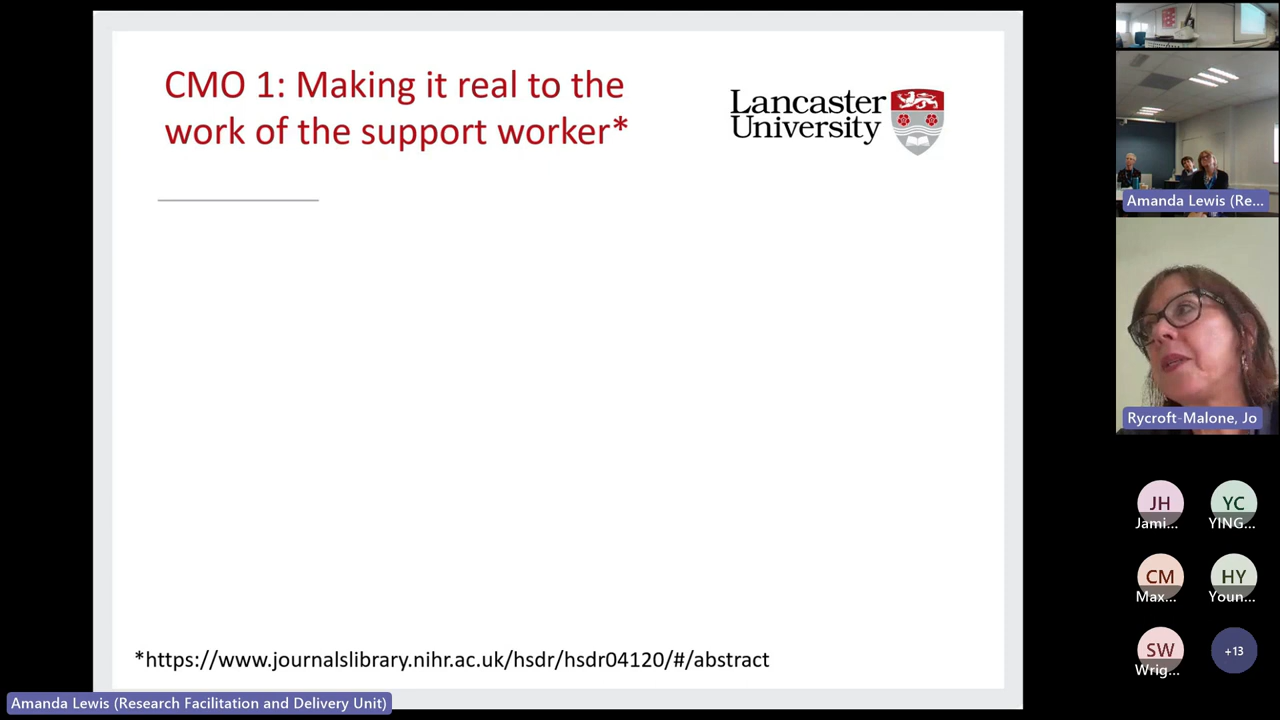 CMO 1: Making it real to the
work of the support worker*
Lancaster
University
*https://www.journalslibrary.nihr.ac.uk/hsdr/hsdr04120/#/abstract
Amanda Lewis (Research Facilitation and Delivery Unit)
Amanda Lewis (Re...
Rycroft-Malone, Jo
JH
Jami...
YC
YING...
CM
Max...
HY
Youn...
SW
Wrig...
+13